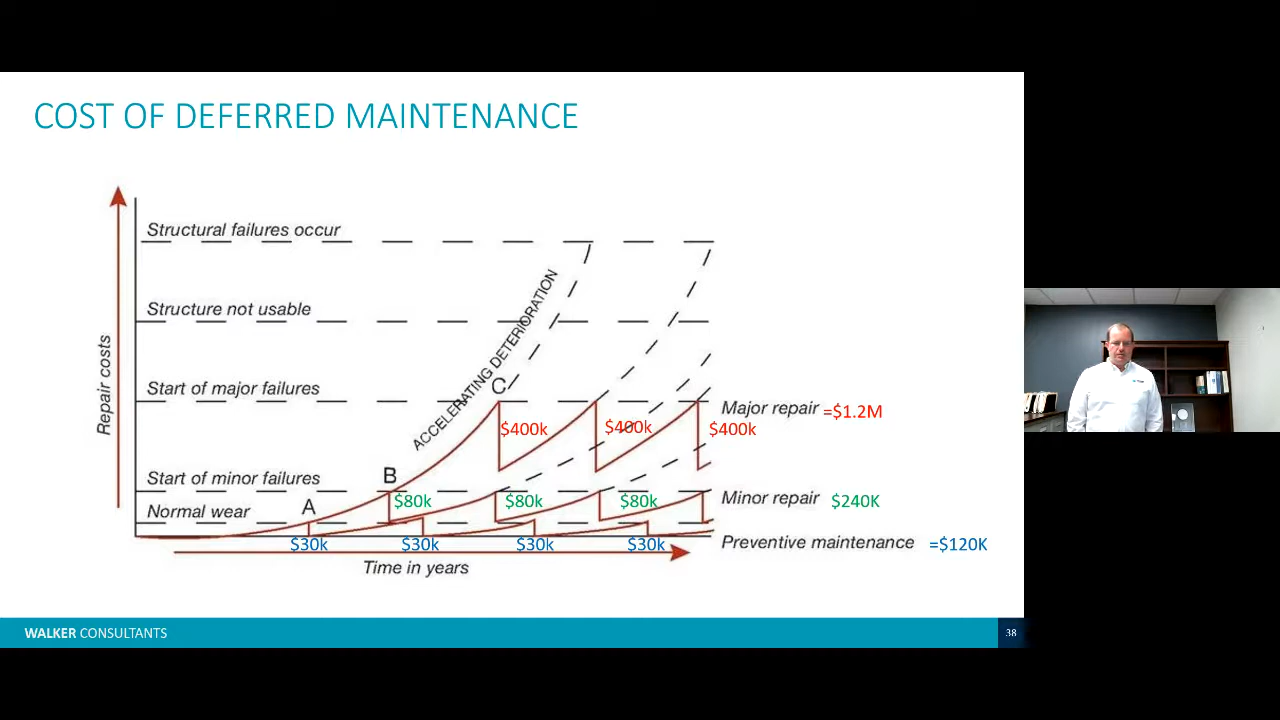 COST OF DEFERRED MAINTENANCE
Structural failures occur
Structure not usable
Start of major failures
Start of minor failures
Normal wear
Repair costs
ACCELERATING DETERIORATION
A
B
C
$400k $400k $400k
Major repair =$1.2M
$80k $80k $80k
Minor repair $240K
$30k $30k $30k $30k
Preventive maintenance =$120K
Time in years
WALKER CONSULTANTS
38